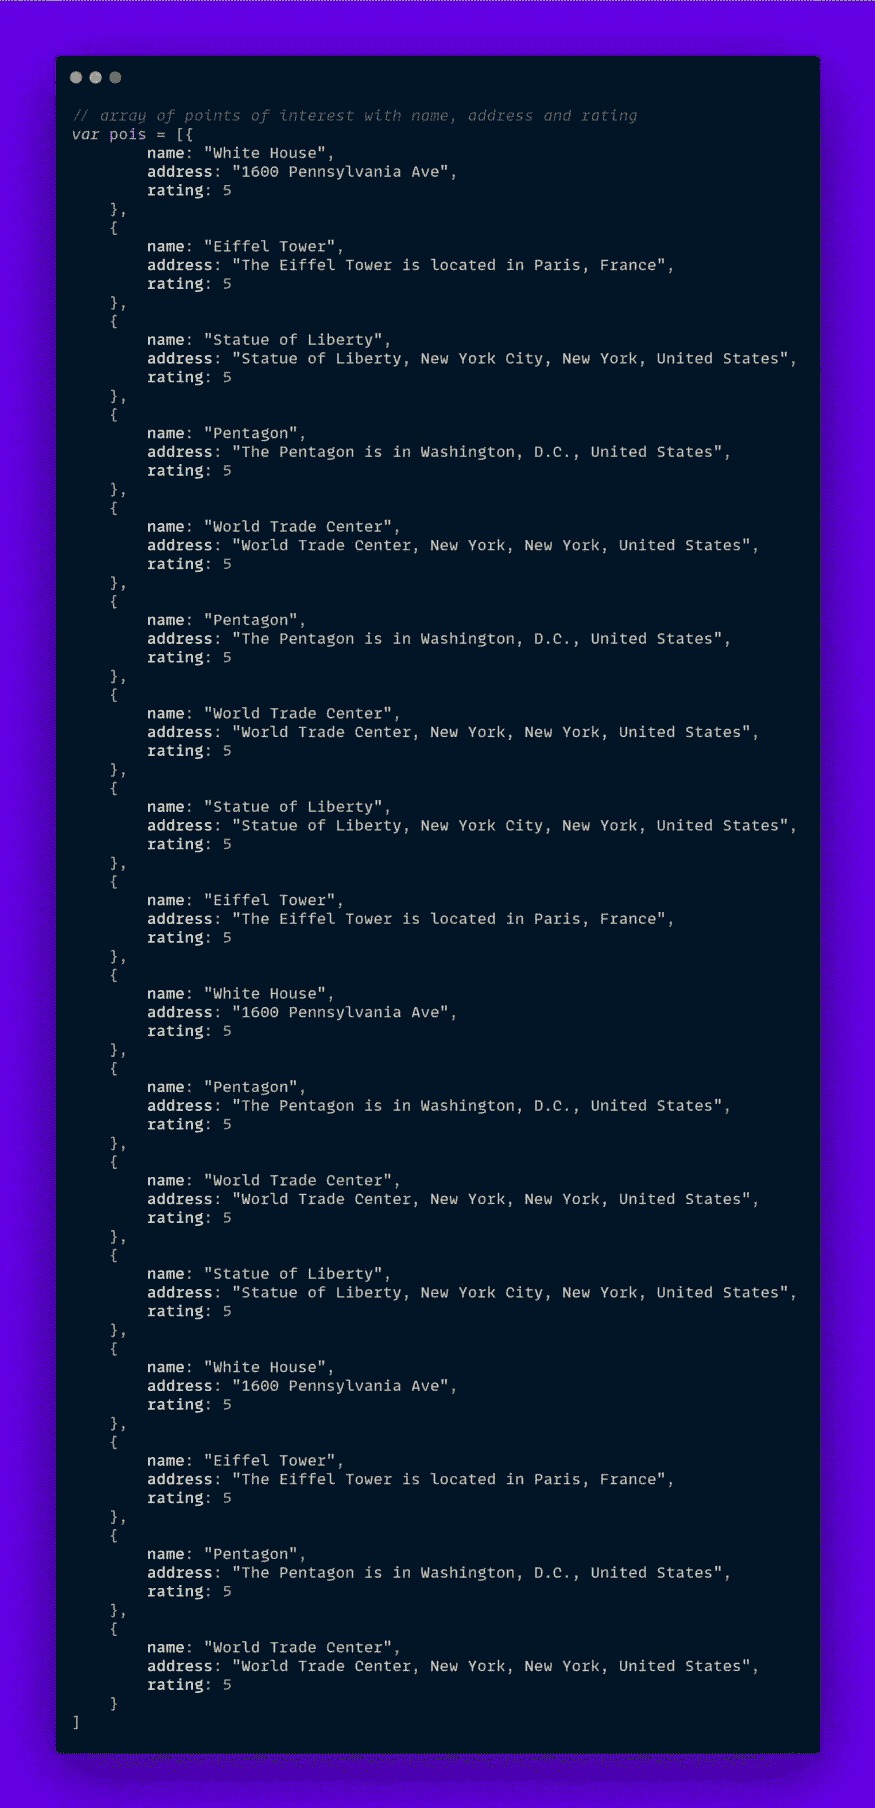 // array of points of interest with name, address and rating
var pois = [{
        name: "White House",
        address: "1600 Pennsylvania Ave",
        rating: 5
    },
    {
        name: "Eiffel Tower",
        address: "The Eiffel Tower is located in Paris, France",
        rating: 5
    },
    {
        name: "Statue of Liberty",
        address: "Statue of Liberty, New York City, New York, United States",
        rating: 5
    },
    {
        name: "Pentagon",
        address: "The Pentagon is in Washington, D.C., United States",
        rating: 5
    },
    {
        name: "World Trade Center",
        address: "World Trade Center, New York, New York, United States",
        rating: 5
    },
    {
        name: "Pentagon",
        address: "The Pentagon is in Washington, D.C., United States",
        rating: 5
    },
    {
        name: "World Trade Center",
        address: "World Trade Center, New York, New York, United States",
        rating: 5
    },
    {
        name: "Statue of Liberty",
        address: "Statue of Liberty, New York City, New York, United States",
        rating: 5
    },
    {
        name: "Eiffel Tower",
        address: "The Eiffel Tower is located in Paris, France",
        rating: 5
    },
    {
        name: "White House",
        address: "1600 Pennsylvania Ave",
        rating: 5
    },
    {
        name: "Pentagon",
        address: "The Pentagon is in Washington, D.C., United States",
        rating: 5
    },
    {
        name: "World Trade Center",
        address: "World Trade Center, New York, New York, United States",
        rating: 5
    },
    {
        name: "Statue of Liberty",
        address: "Statue of Liberty, New York City, New York, United States",
        rating: 5
    },
    {
        name: "White House",
        address: "1600 Pennsylvania Ave",
        rating: 5
    },
    {
        name: "Eiffel Tower",
        address: "The Eiffel Tower is located in Paris, France",
        rating: 5
    },
    {
        name: "Pentagon",
        address: "The Pentagon is in Washington, D.C., United States",
        rating: 5
    },
    {
        name: "World Trade Center",
        address: "World Trade Center, New York, New York, United States",
        rating: 5
    }
]